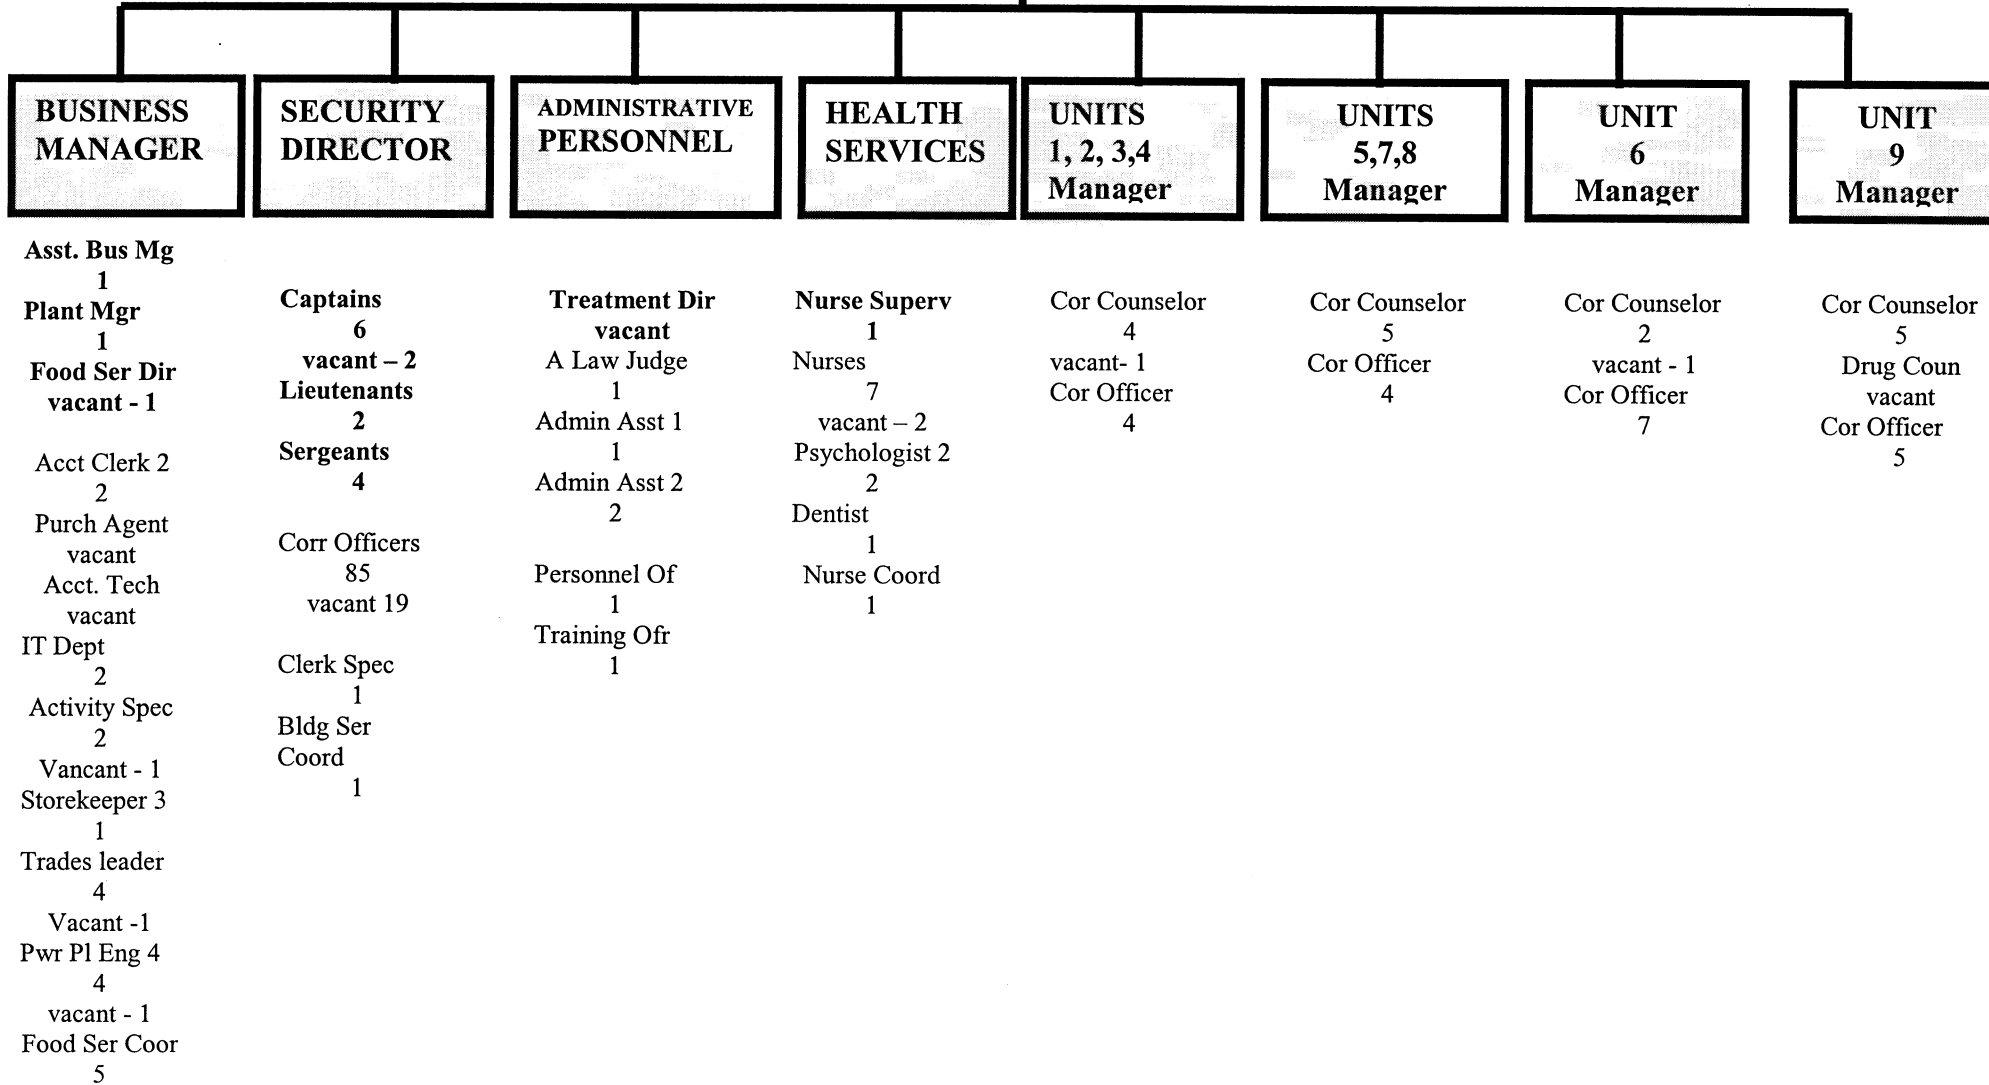 BUSINESS
MANAGER
Asst. Bus Mg
1
Plant Mgr
1
Food Ser Dir
vacant - 1
Acct Clerk 2
2
Purch Agent
vacant
Acct. Tech
vacant
IT Dept
2
Activity Spec
2
Vancant - 1
Storekeeper 3
1
Trades leader
4
Vacant -1
Pwr Pl Eng 4
4
vacant - 1
Food Ser Coor
5
SECURITY
DIRECTOR
Captains
6
vacant – 2
Lieutenants
2
Sergeants
4
Corr Officers
85
vacant 19
Clerk Spec
1
Bldg Ser
Coord
1
ADMINISTRATIVE
PERSONNEL
Treatment Dir
vacant
A Law Judge
1
Admin Asst 1
1
Admin Asst 2
2
Personnel Of
1
Training Ofr
1
HEALTH
SERVICES
Nurse Superv
1
Nurses
7
vacant – 2
Psychologist 2
2
Dentist
1
Nurse Coord
1
UNITS
1, 2, 3,4
Manager
Cor Counselor
4
vacant- 1
Cor Officer
4
UNITS
5,7,8
Manager
Cor Counselor
5
Cor Officer
4
UNIT
6
Manager
Cor Counselor
2
vacant - 1
Cor Officer
7
UNIT
9
Manager
Cor Counselor
5
Drug Coun
vacant
Cor Officer
5